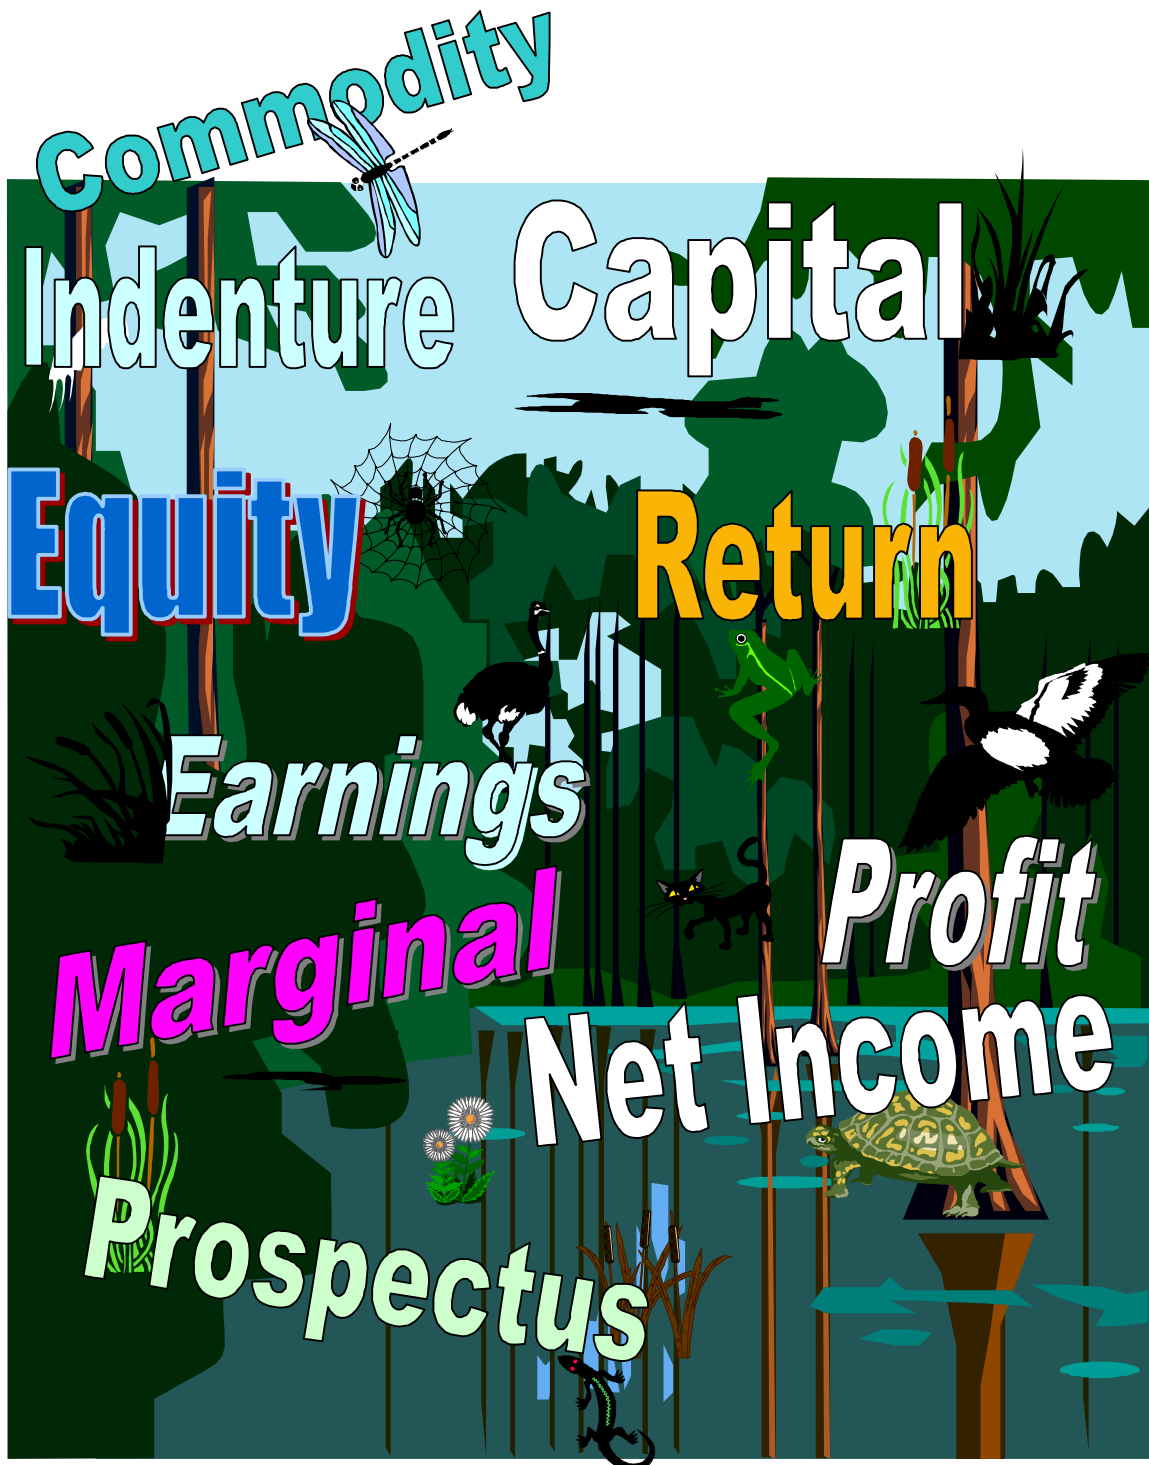 Commodity
Indenture
Capital
Equity
Return
Earnings
Profit
Marginal
Net Income
Prospectus